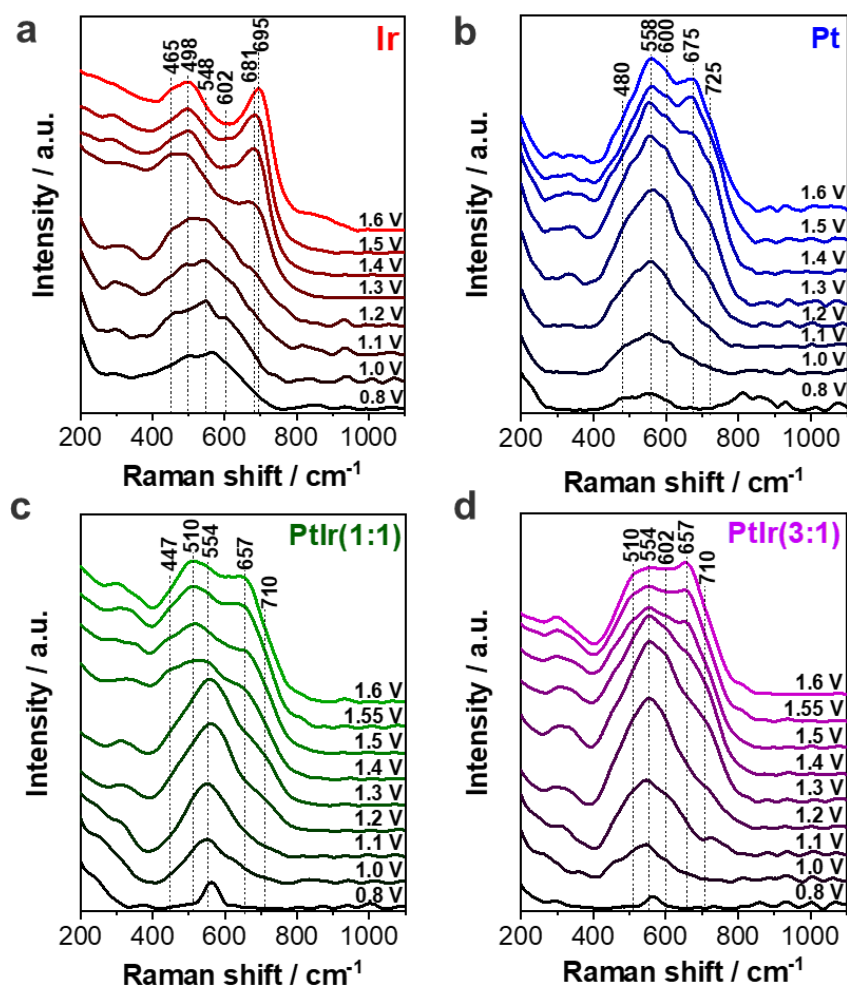 a
Ir
465
498
548
602
681
695
Intensity / a.u.
1.6 V
1.5 V
1.4 V
1.3 V
1.2 V
1.1 V
1.0 V
0.8 V
200 400 600 800 1000
Raman shift / cm⁻¹
b
Pt
480
558
600
675
725
Intensity / a.u.
1.6 V
1.5 V
1.4 V
1.3 V
1.2 V
1.1 V
1.0 V
0.8 V
200 400 600 800 1000
Raman shift / cm⁻¹
c
PtIr(1:1)
447
510
554
657
710
Intensity / a.u.
1.6 V
1.55 V
1.5 V
1.4 V
1.3 V
1.2 V
1.1 V
1.0 V
0.8 V
200 400 600 800 1000
Raman shift / cm⁻¹
d
PtIr(3:1)
510
554
602
657
710
Intensity / a.u.
1.6 V
1.55 V
1.5 V
1.4 V
1.3 V
1.2 V
1.1 V
1.0 V
0.8 V
200 400 600 800 1000
Raman shift / cm⁻¹